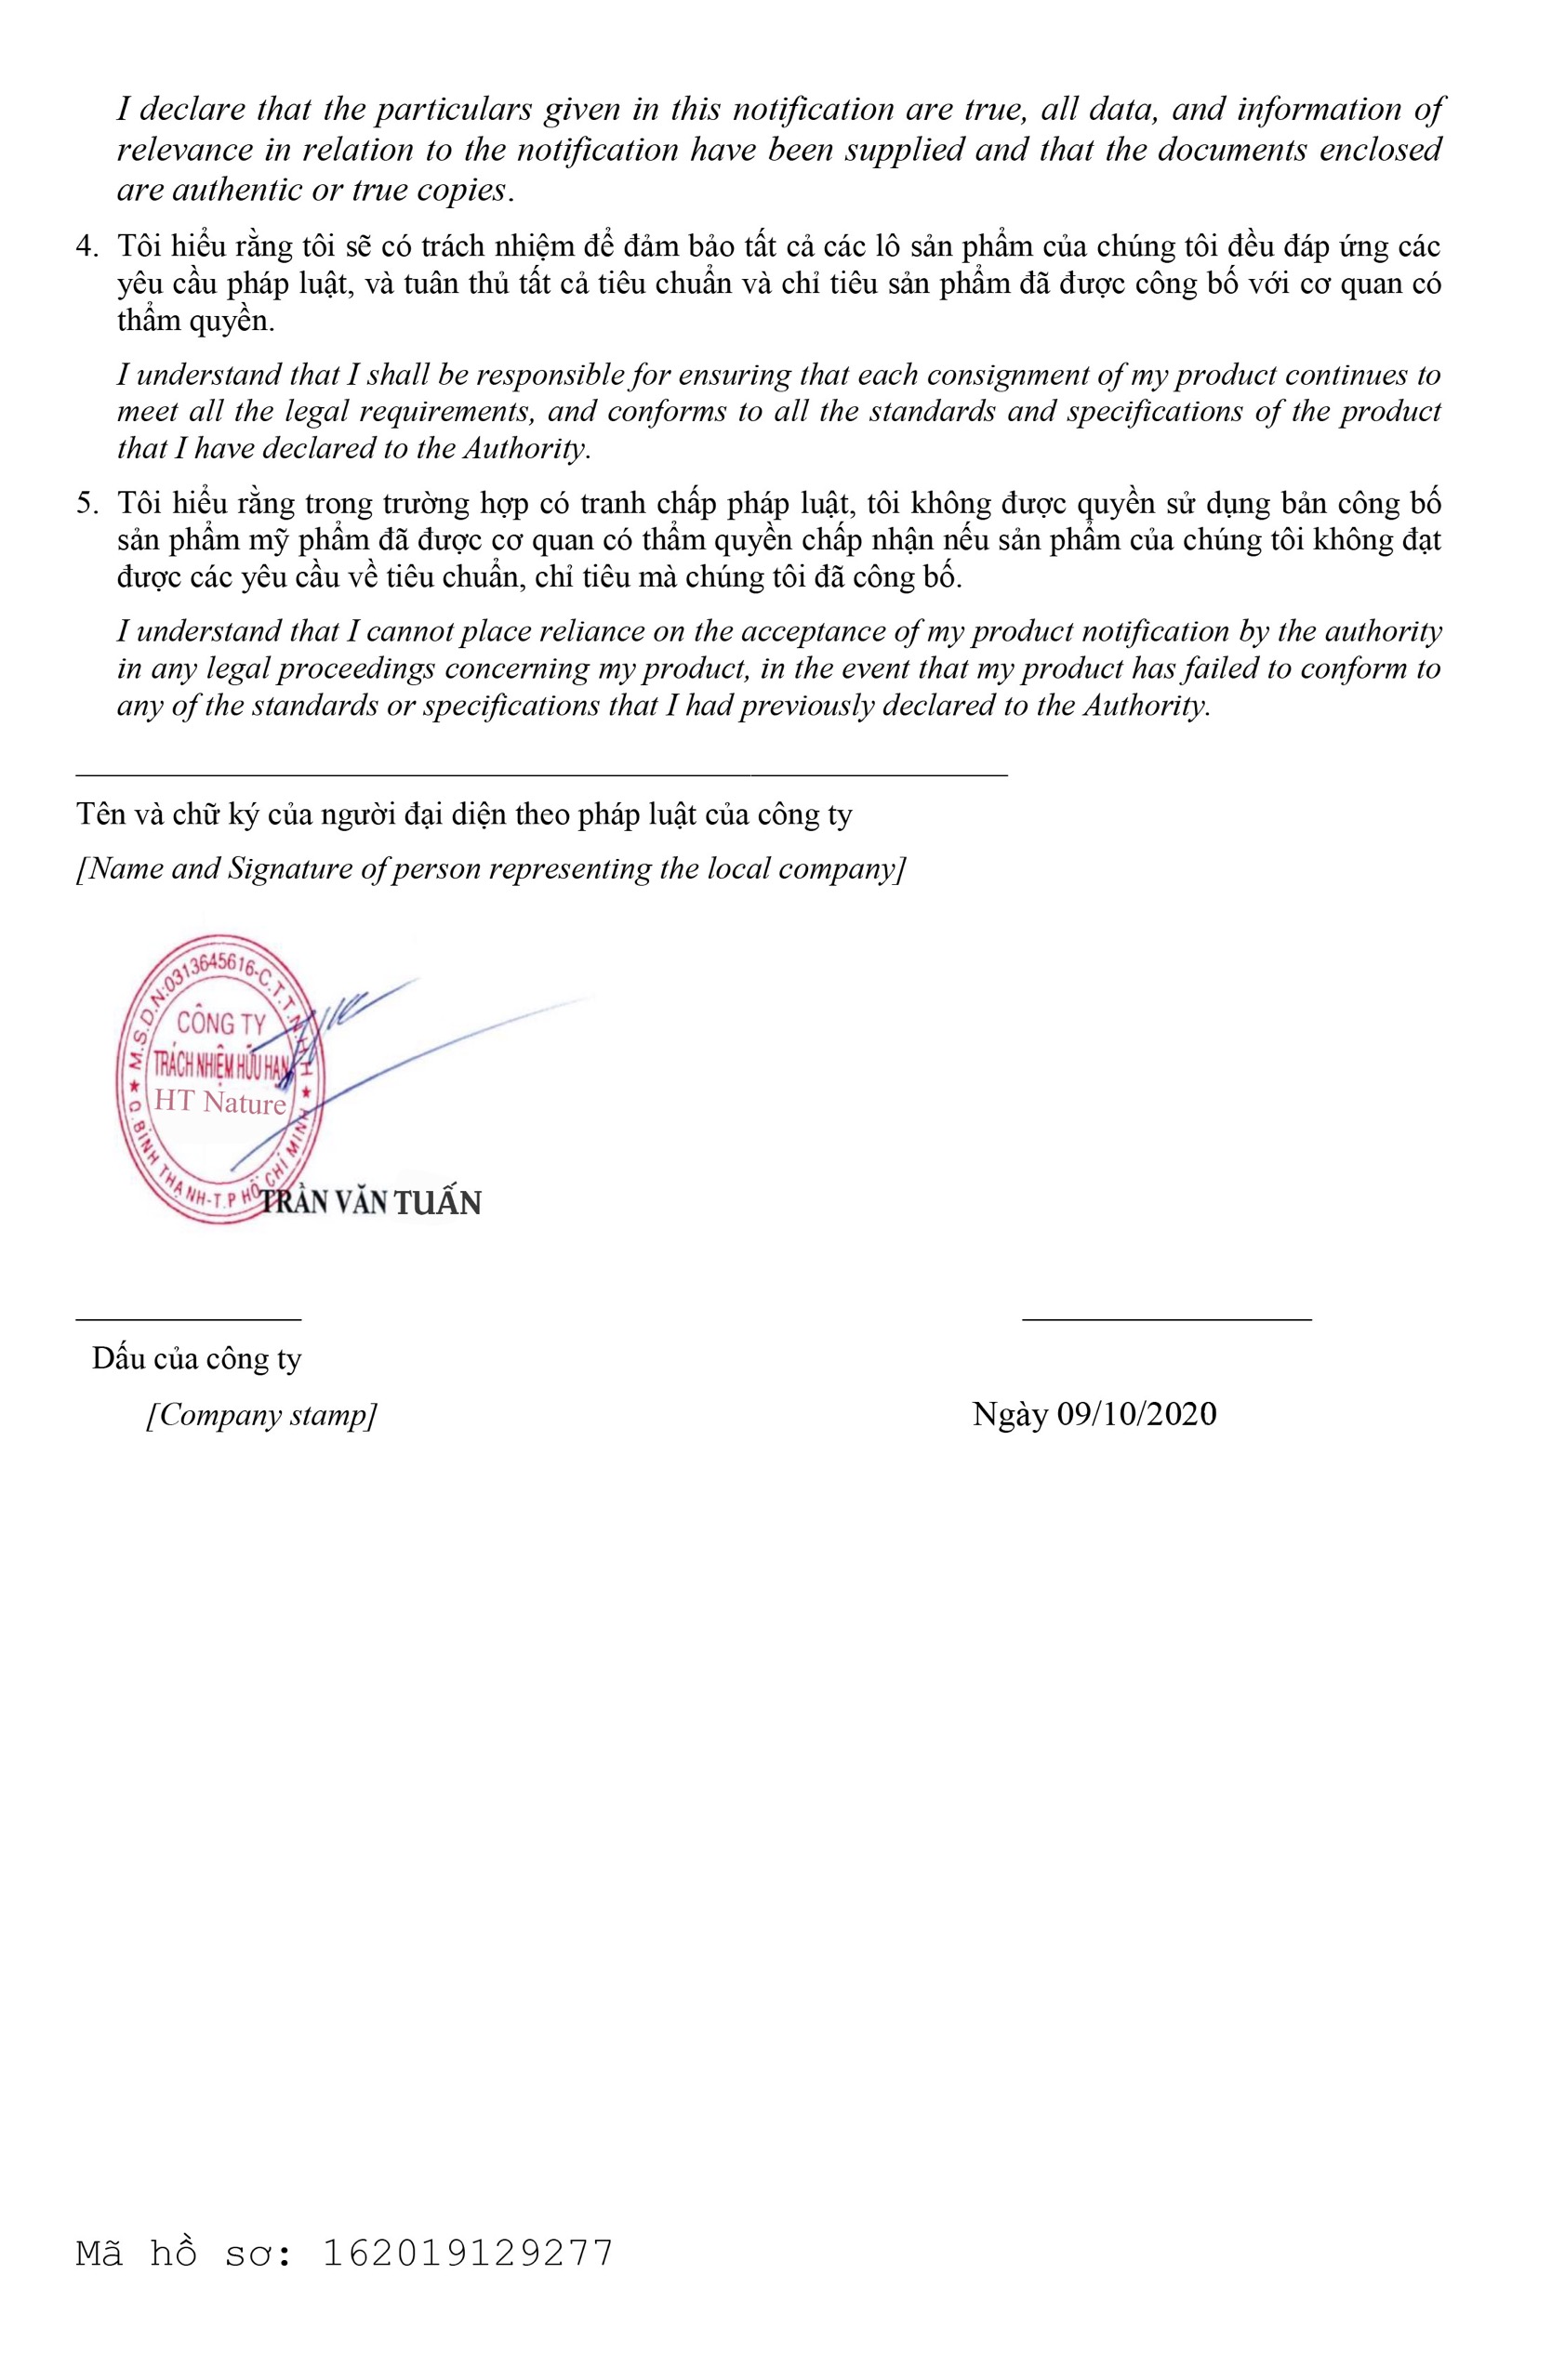 I declare that the particulars given in this notification are true, all data, and information of
relevance in relation to the notification have been supplied and that the documents enclosed
are authentic or true copies.
4. Tôi hiểu rằng tôi sẽ có trách nhiệm để đảm bảo tất cả các lô sản phẩm của chúng tôi đều đáp ứng các
yêu cầu pháp luật, và tuân thủ tất cả tiêu chuẩn và chỉ tiêu sản phẩm đã được công bố với cơ quan có
thẩm quyền.
I understand that I shall be responsible for ensuring that each consignment of my product continues to
meet all the legal requirements, and conforms to all the standards and specifications of the product
that I have declared to the Authority.
5. Tôi hiểu rằng trong trường hợp có tranh chấp pháp luật, tôi không được quyền sử dụng bản công bố
sản phẩm mỹ phẩm đã được cơ quan có thẩm quyền chấp nhận nếu sản phẩm của chúng tôi không đạt
được các yêu cầu về tiêu chuẩn, chỉ tiêu mà chúng tôi đã công bố.
I understand that I cannot place reliance on the acceptance of my product notification by the authority
in any legal proceedings concerning my product, in the event that my product has failed to conform to
any of the standards or specifications that I had previously declared to the Authority.
Tên và chữ ký của người đại diện theo pháp luật của công ty
[Name and Signature of person representing the local company]
M.S.D.N:0313645616-C.T.T.N.H.H
CÔNG TY
TRÁCH NHIỆM HỮU HẠN
HT Nature
Q.BÌNH THẠNH-T.P HỒ CHÍ MINH
TRẦN VĂN TUẤN
Dấu của công ty
[Company stamp]
Ngày 09/10/2020
Mã hồ sơ: 162019129277